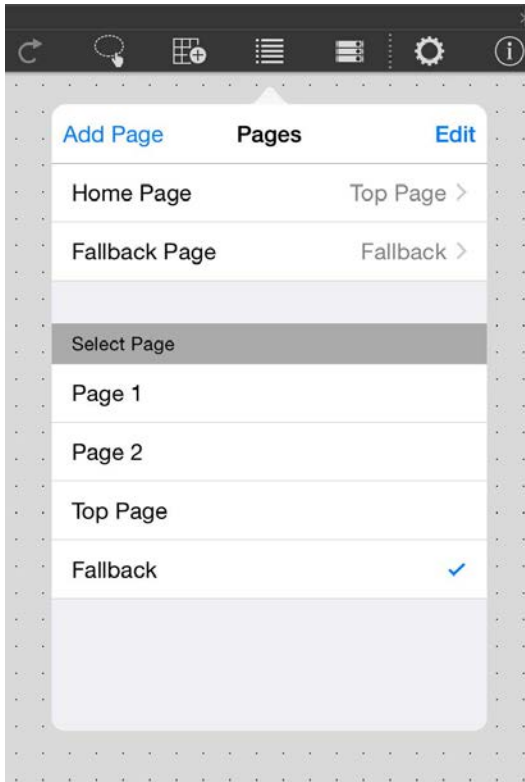 Add Page Pages Edit
Home Page Top Page
Fallback Page Fallback
Select Page
Page 1
Page 2
Top Page
Fallback